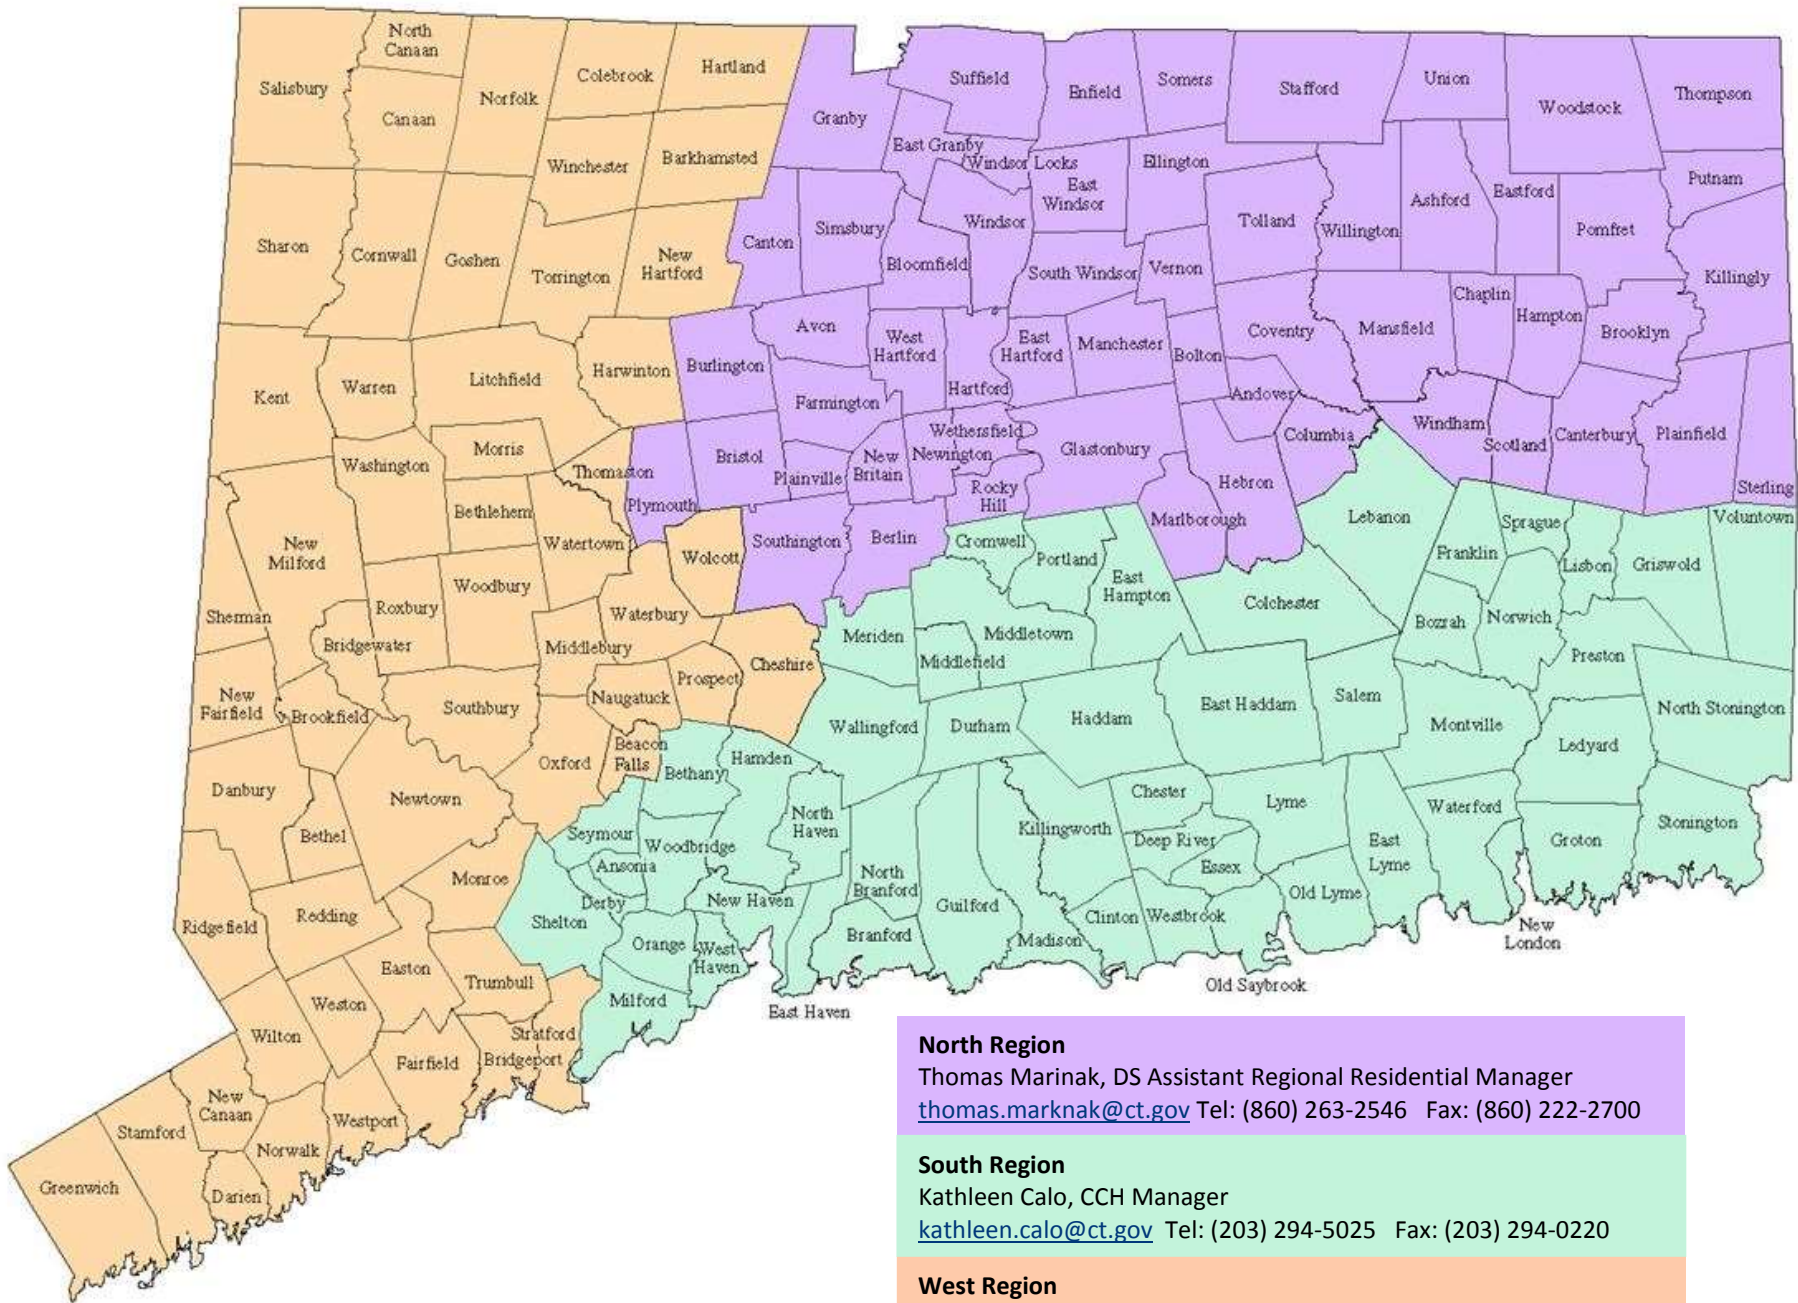 North
Canaan
Salisbury
Canaan
Norfolk
Colebrook
Hartland
Granby
Suffield
Enfield
Somers
Stafford
Union
Woodstock
Thompson
Winchester
Barkhamsted
East Granby
Windsor Locks
East
Windsor
Ellington
Ashford
Eastford
Putnam
Sharon
Cornwall
Goshen
Torrington
New
Hartford
Canton
Simsbury
Bloomfield
Windsor
South Windsor
Vernon
Tolland
Willington
Pomfret
Killingly
Kent
Warren
Litchfield
Harwinton
Burlington
Avon
West
Hartford
Hartford
East
Hartford
Manchester
Bolton
Coventry
Mansfield
Chaplin
Hampton
Brooklyn
Farmington
Andover
Washington
Morris
Thomaston
Plymouth
Bristol
Plainville
New
Britain
Newington
Wethersfield
Rocky
Hill
Glastonbury
Hebron
Columbia
Windham
Scotland
Canterbury
Plainfield
Sterling
New
Milford
Bethlehem
Watertown
Wolcott
Southington
Berlin
Cromwell
Portland
East
Hampton
Marlborough
Lebanon
Franklin
Sprague
Lisbon
Griswold
Voluntown
Sherman
Bridgewater
Roxbury
Woodbury
Waterbury
Middlebury
Meriden
Middletown
Middlefield
Colchester
Bozrah
Norwich
Preston
New
Fairfield
Brookfield
Southbury
Naugatuck
Prospect
Cheshire
Wallingford
Durham
Haddam
East Haddam
Salem
Montville
Ledyard
North Stonington
Danbury
Bethel
Newtown
Oxford
Beacon
Falls
Bethany
Hamden
North
Haven
Seymour
Ansonia
Woodbridge
Derby
New Haven
North
Branford
Guilford
Killingworth
Chester
Deep River
Essex
Lyme
East
Lyme
Waterford
Groton
Stonington
Ridgefield
Redding
Monroe
Shelton
Orange
West
Haven
Branford
Madison
Clinton
Westbrook
Old Lyme
New
London
Easton
Weston
Trumbull
Milford
East Haven
Old Saybrook
Wilton
Fairfield
Bridgeport
Stratford
New
Canaan
Stamford
Norwalk
Westport
Greenwich
Darien
North Region
Thomas Marinak, DS Assistant Regional Residential Manager
thomas.marknak@ct.gov Tel: (860) 263-2546 Fax: (860) 222-2700
South Region
Kathleen Calo, CCH Manager
kathleen.calo@ct.gov Tel: (203) 294-5025 Fax: (203) 294-0220
West Region